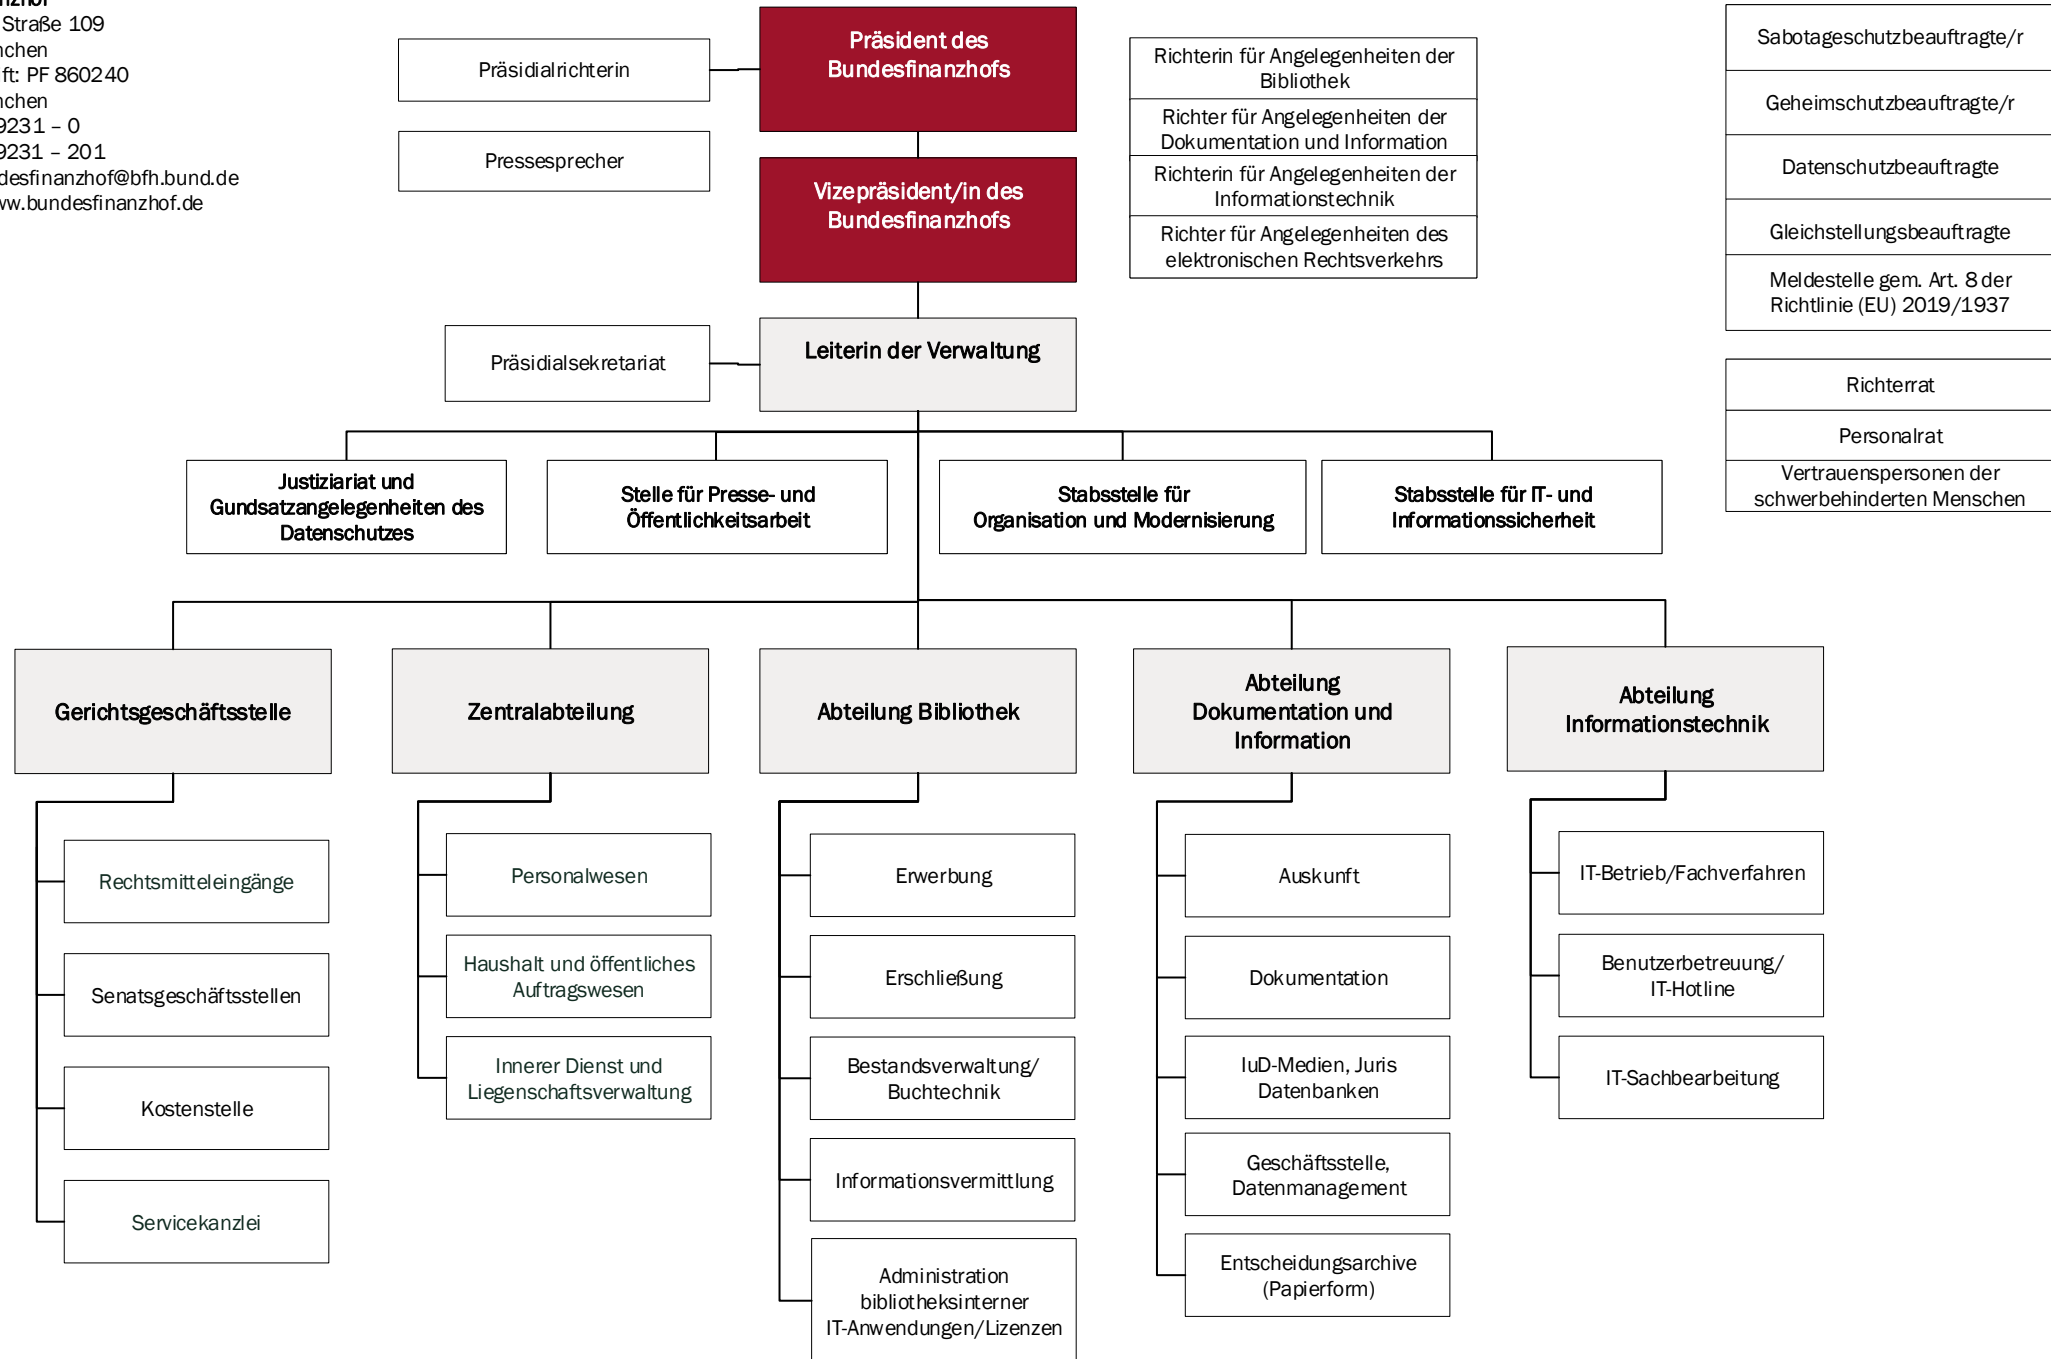 Straße 109
ft: PF 860240
9231 – 0
9231 – 201
desfinanzhof@bfh.bund.de
www.bundesfinanzhof.de
Präsidialrichterin
Pressesprecher
Präsident des
Bundesfinanzhofs
Vizepräsident/in des
Bundesfinanzhofs
Richterin für Angelegenheiten der
Bibliothek
Richter für Angelegenheiten der
Dokumentation und Information
Richterin für Angelegenheiten der
Informationstechnik
Richter für Angelegenheiten des
elektronischen Rechtsverkehrs
Sabotageschutzbeauftragte/r
Geheimschutzbeauftragte/r
Datenschutzbeauftragte
Gleichstellungsbeauftragte
Meldestelle gem. Art. 8 der
Richtlinie (EU) 2019/1937
Präsidialsekretariat
Leiterin der Verwaltung
Richterrat
Personalrat
Vertrauenspersonen der
schwerbehinderten Menschen
Justiziariat und
Gundsatzangelegenheiten des
Datenschutzes
Stelle für Presse- und
Öffentlichkeitsarbeit
Stabsstelle für
Organisation und Modernisierung
Stabsstelle für IT- und
Informationssicherheit
Gerichtsgeschäftsstelle
Rechtsmitteleingänge
Senatsgeschäftsstellen
Kostenstelle
Servicekanzlei
Zentralabteilung
Personalwesen
Haushalt und öffentliches
Auftragswesen
Innerer Dienst und
Liegenschaftsverwaltung
Abteilung Bibliothek
Erwerbung
Erschließung
Bestandsverwaltung/
Buchtechnik
Informationsvermittlung
Administration
bibliotheksinterner
IT-Anwendungen/Lizenzen
Abteilung
Dokumentation und
Information
Auskunft
Dokumentation
IuD-Medien, Juris
Datenbanken
Geschäftsstelle,
Datenmanagement
Entscheidungsarchive
(Papierform)
Abteilung
Informationstechnik
IT-Betrieb/Fachverfahren
Benutzerbetreuung/
IT-Hotline
IT-Sachbearbeitung